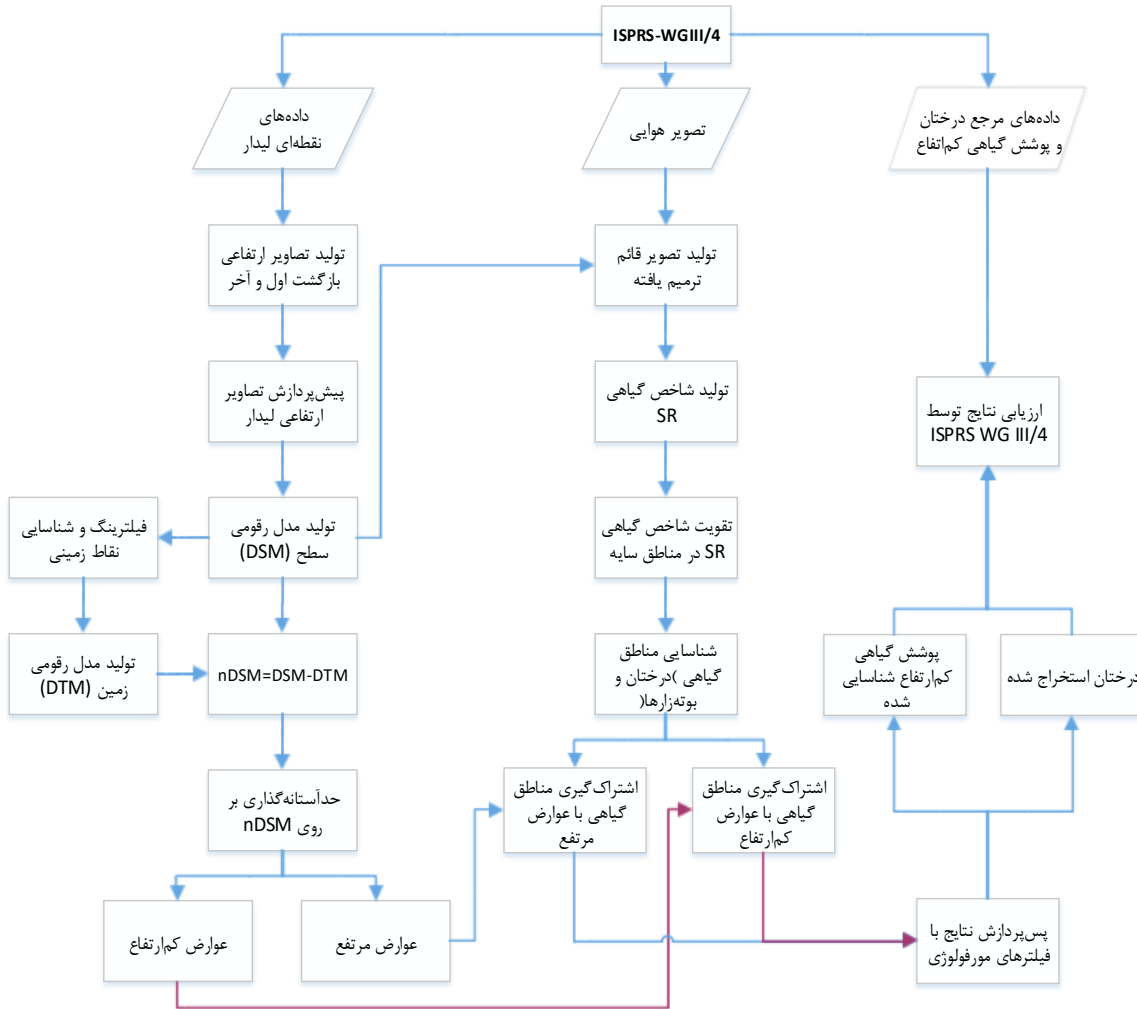 ISPRS-WGIII/4
داده‌های
نقطه‌ای لیدار
تصویر هوایی
داده‌های مرجع درختان
و پوشش گیاهی کم‌اتفاع
تولید تصاویر ارتفاعی
بازگشت اول و آخر
تولید تصویر قائم
ترمیم یافته
پیش‌پردازش تصاویر
ارتفاعی لیدار
تولید شاخص گیاهی
SR
ارزیابی نتایج توسط
ISPRS WG III/4
فیلترینگ و شناسایی
نقاط زمینی
تولید مدل رقومی
سطح (DSM)
تقویت شاخص گیاهی
SR در مناطق سایه
تولید مدل رقومی
زمین (DTM)
nDSM=DSM-DTM
شناسایی مناطق
گیاهی )درختان و
بوته‌زارها(
پوشش گیاهی
کم‌ارتفاع شناسایی
شده
درختان استخراج شده
حدآستانه‌گذاری بر
روی nDSM
اشتراک‌گیری مناطق
گیاهی با عوارض
مرتفع
اشتراک‌گیری مناطق
گیاهی با عوارض
کم‌ارتفاع
عوارض کم‌ارتفاع
عوارض مرتفع
پس‌پردازش نتایج با
فیلترهای مورفولوژی